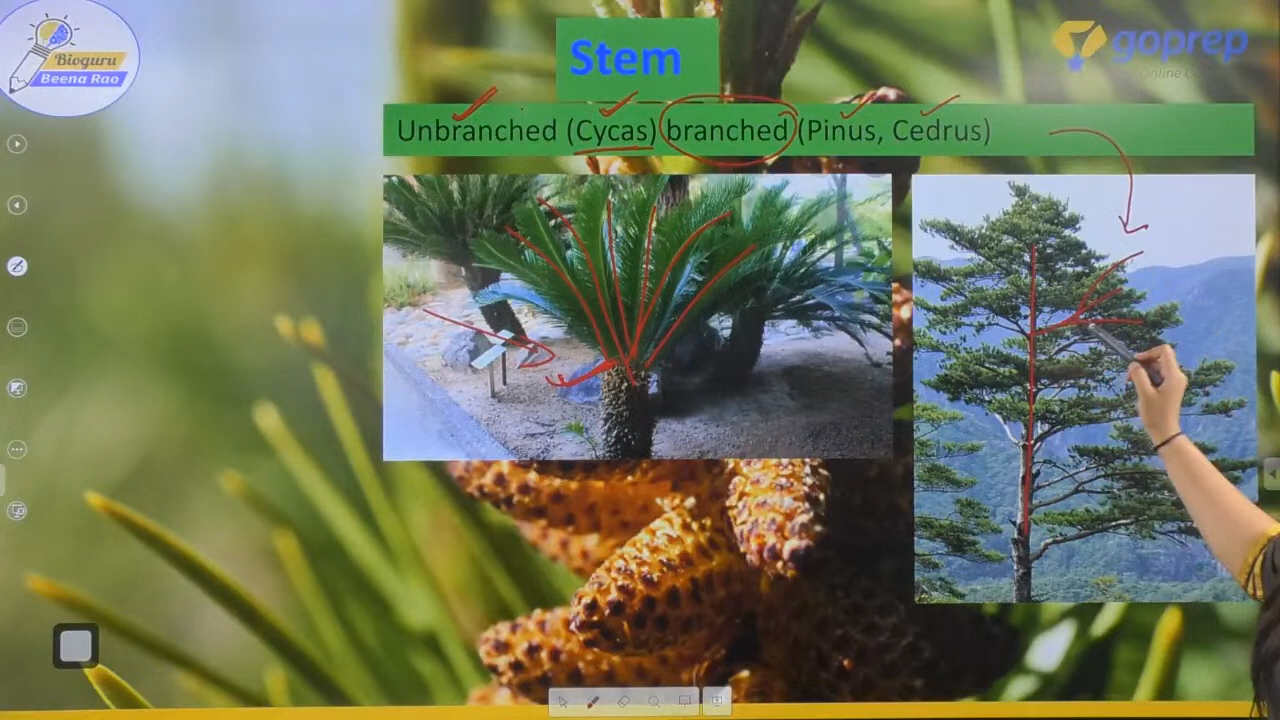 Bioguru
Beena Rao
Stem
goprep
Unbranched (Cycas) branched (Pinus, Cedrus)